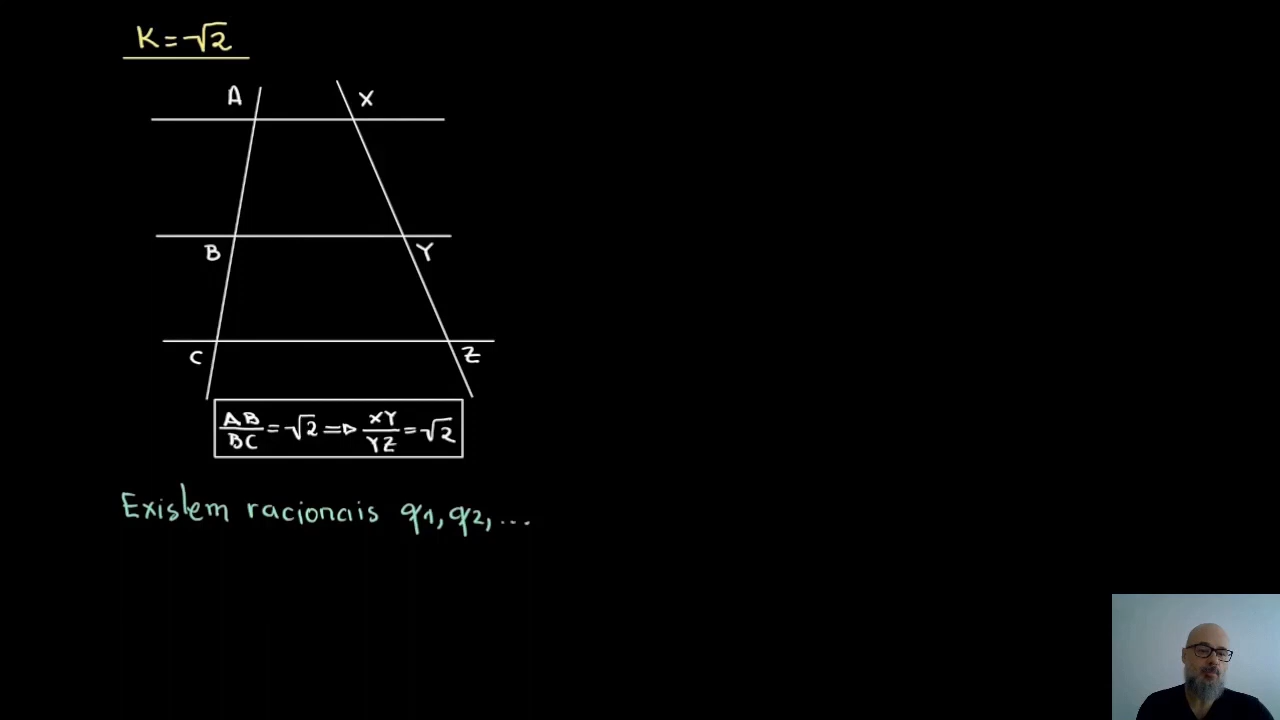 K=√2
A
X
B
Y
C
Z
AB/BC = √2 ⇒ XY/YZ = √2
Existem racionais q1, q2, ...